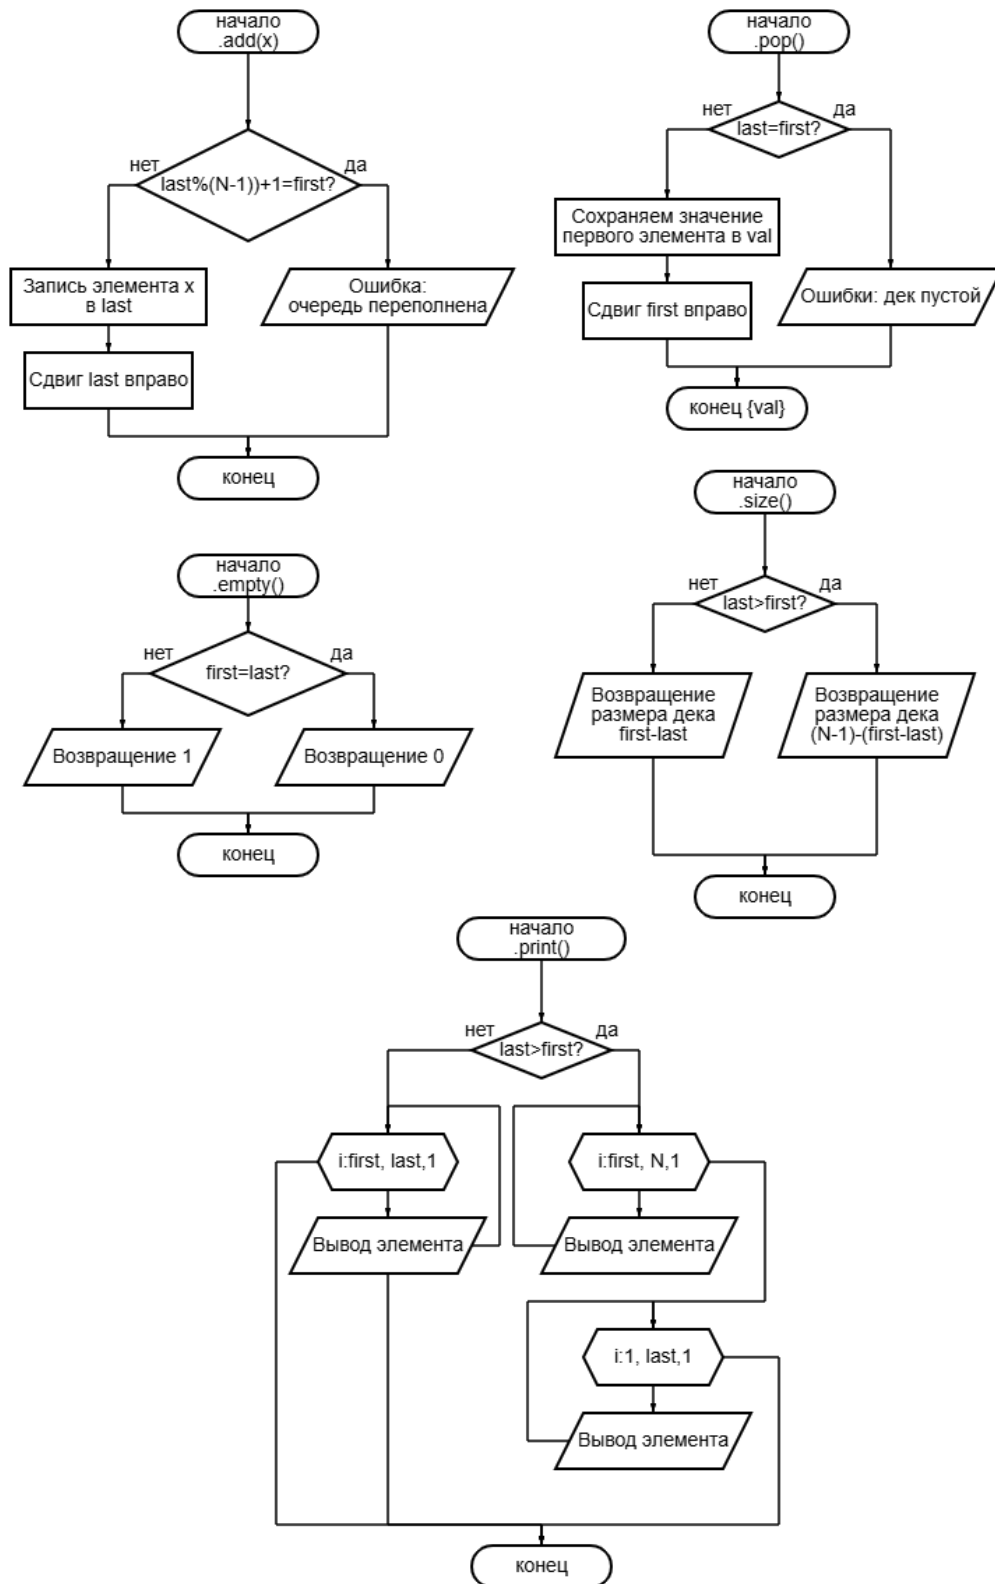 начало
.add(x)
нет
да
last%(N-1))+1=first?
Запись элемента x
в last
Ошибка:
очередь переполнена
Сдвиг last вправо
конец
начало
.pop()
нет
да
last=first?
Сохраняем значение
первого элемента в val
Сдвиг first вправо
Ошибки: дек пустой
конец {val}
начало
.empty()
нет
да
first=last?
Возвращение 1
Возвращение 0
конец
начало
.size()
нет
да
last>first?
Возвращение
размера дека
first-last
Возвращение
размера дека
(N-1)-(first-last)
конец
начало
.print()
нет
да
last>first?
i:first, last,1
Вывод элемента
i:first, N,1
Вывод элемента
i:1, last,1
Вывод элемента
конец